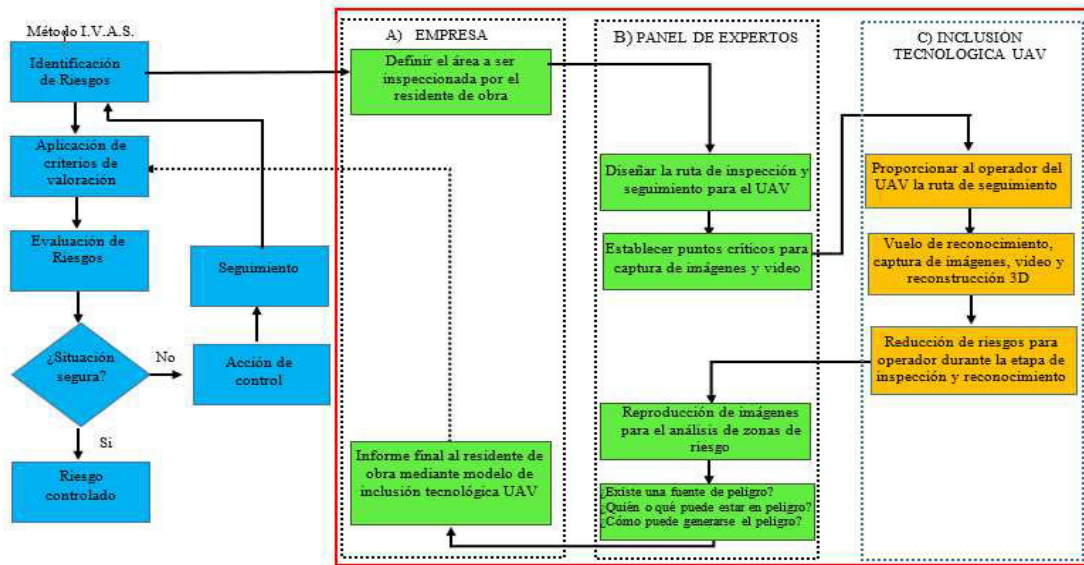 Método I.V.A.S.
Identificación
de Riesgos
Aplicación de
criterios de
valoración
Evaluación de
Riesgos
¿Situación
segura?
No
Si
Riesgo
controlado
Seguimiento
Acción de
control
A) EMPRESA
Definir el área a ser
inspeccionada por el
residente de obra
Informe final al residente de
obra mediante modelo de
inclusión tecnológica UAV
B) PANEL DE EXPERTOS
Diseñar la ruta de inspección y
seguimiento para el UAV
Establecer puntos críticos para
captura de imágenes y video
Reproducción de imágenes
para el análisis de zonas de
riesgo
¿Existe una fuente de peligro?
¿Quién o qué puede estar en peligro?
¿Cómo puede generarse el peligro?
C) INCLUSIÓN
TECNOLOGICA UAV
Proporcionar al operador del
UAV la ruta de seguimiento
Vuelo de reconocimiento,
captura de imágenes, video y
reconstrucción 3D
Reducción de riesgos para
operador durante la etapa de
inspección y reconocimiento